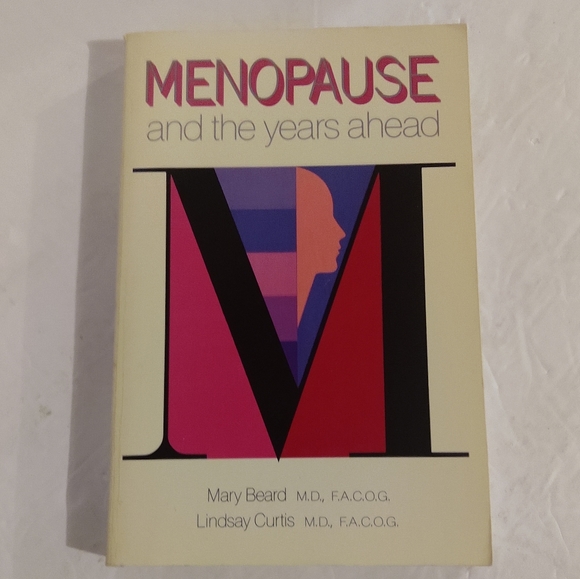 MENOPAUSE
and the years ahead
M
Mary Beard M.D., F.A.C.O.G.
Lindsay Curtis M.D., F.A.C.O.G.